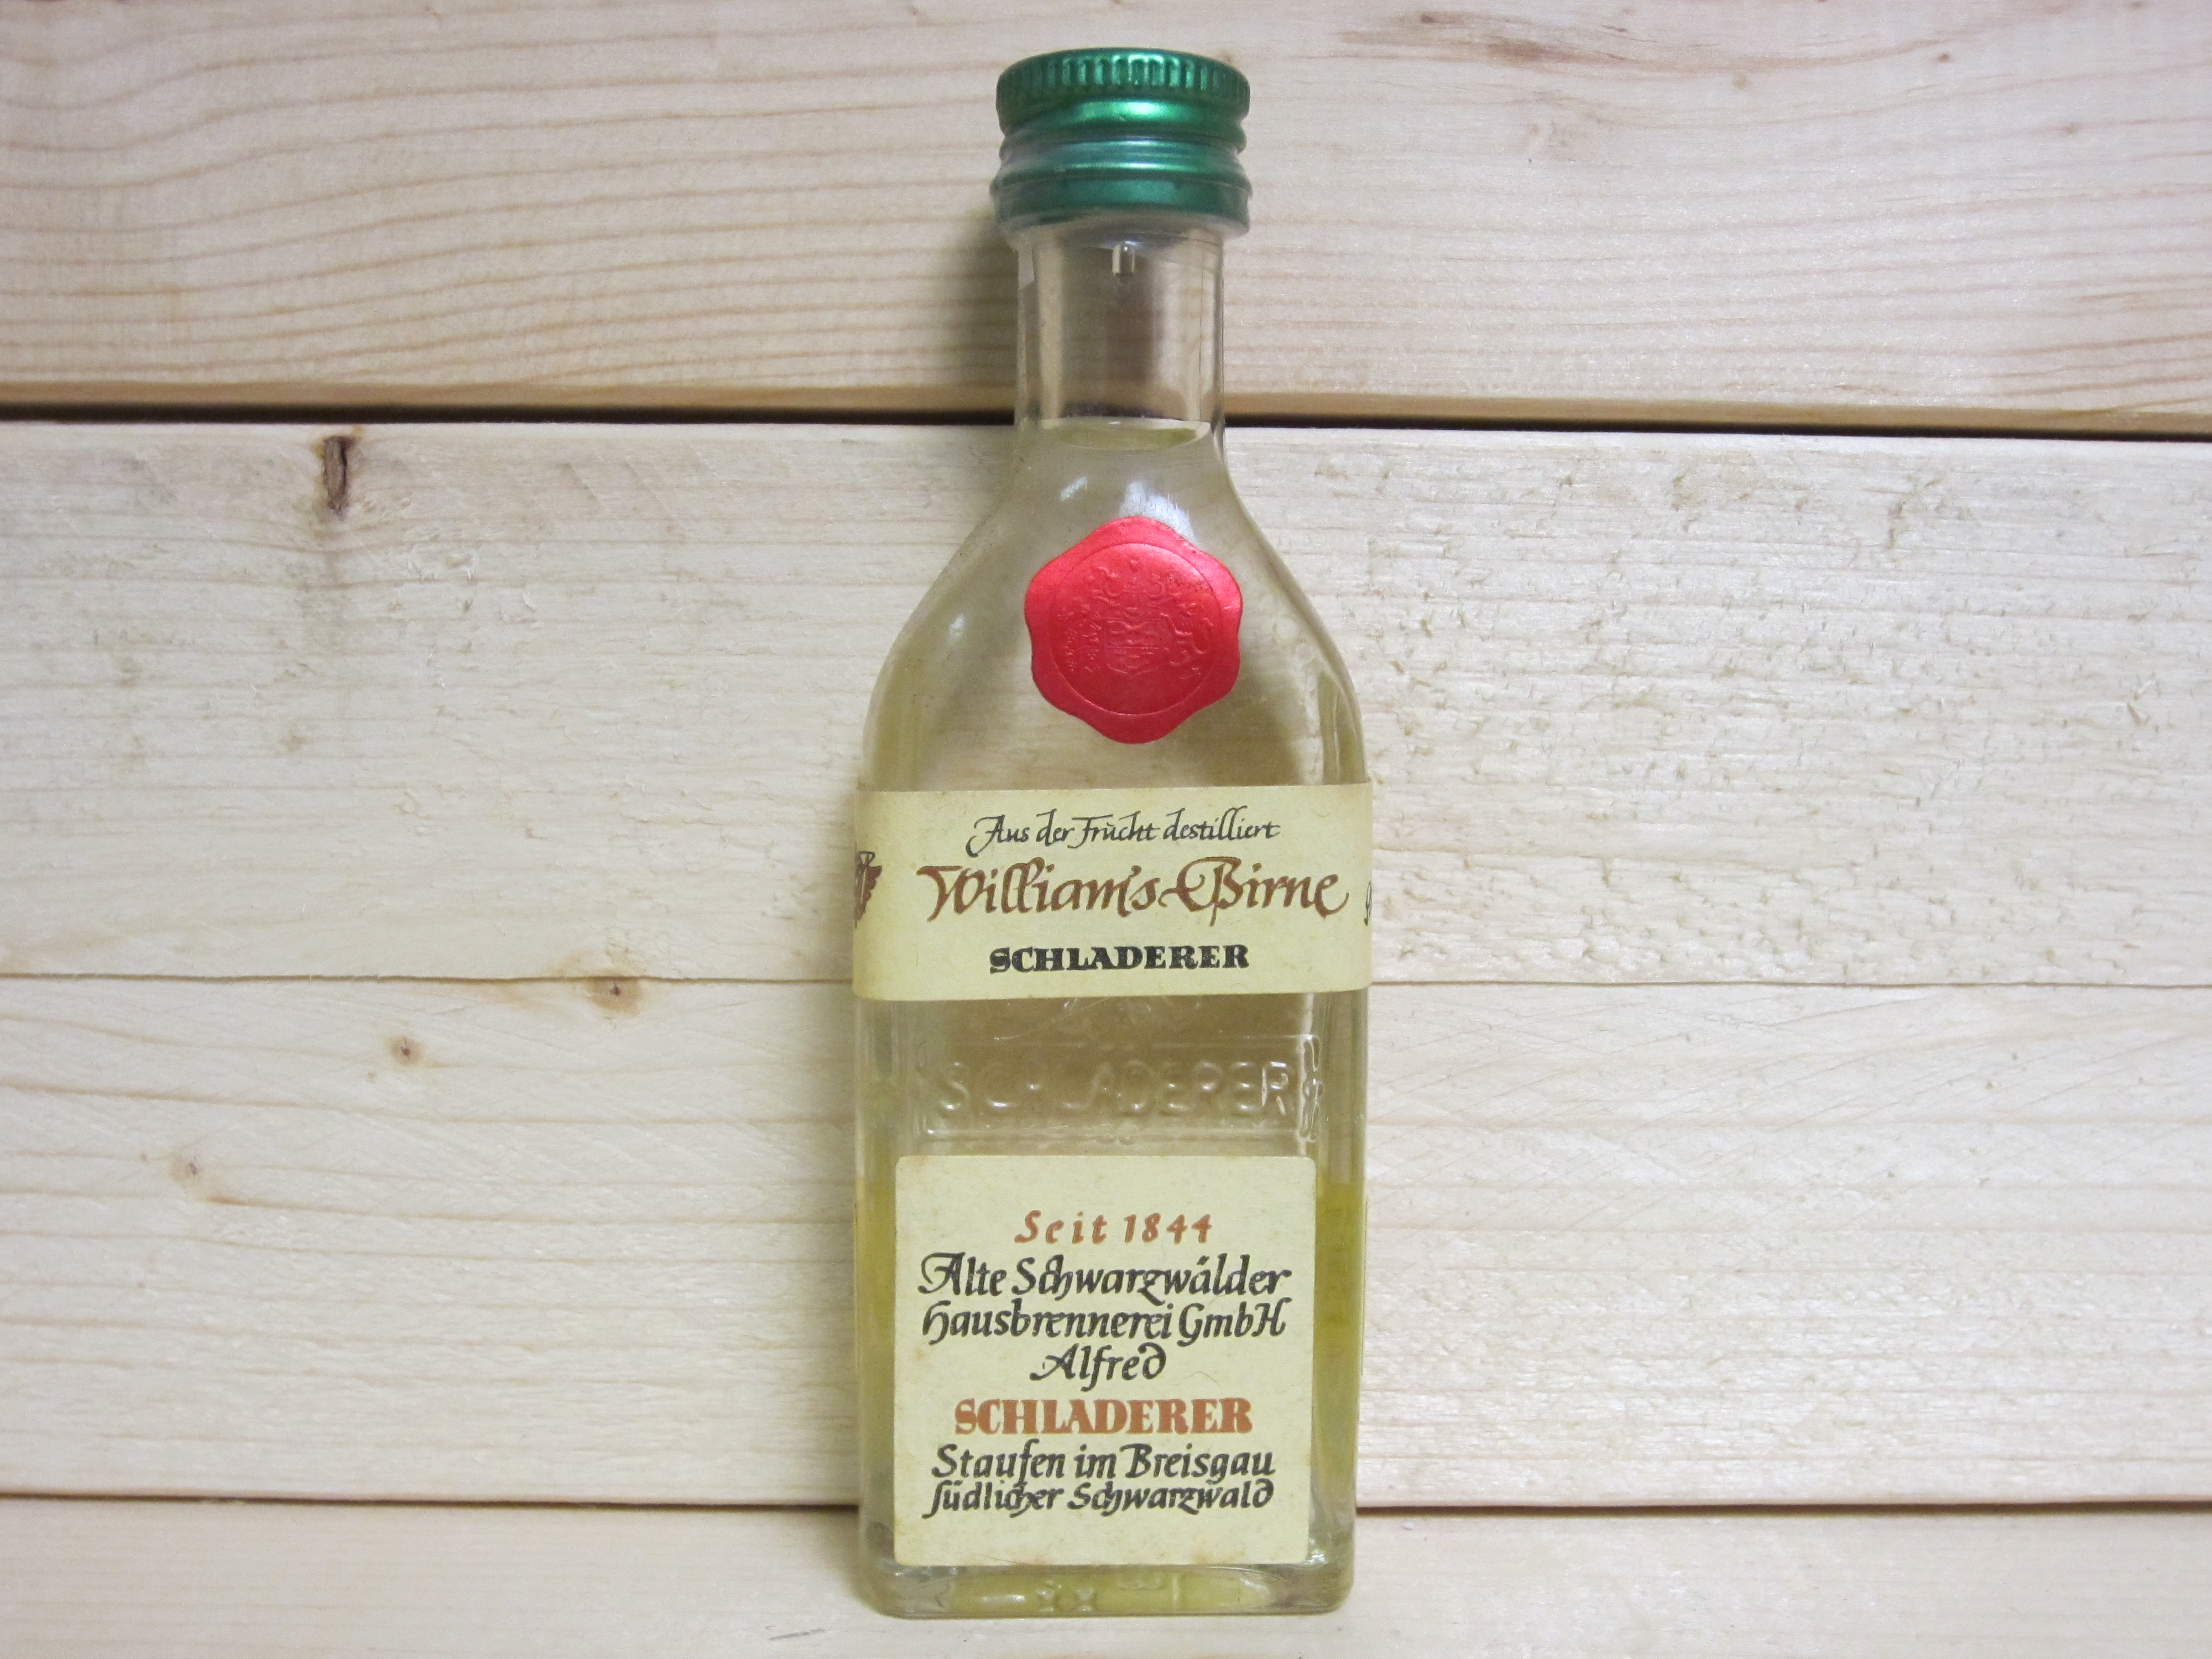 Aus der Frucht destilliert
Williams-Birne
SCHLADERER
SCHLADERER
Seit 1844
Alte Schwarzwälder
Hausbrennerei GmbH
Alfred
SCHLADERER
Staufen im Breisgau
südlicher Schwarzwald